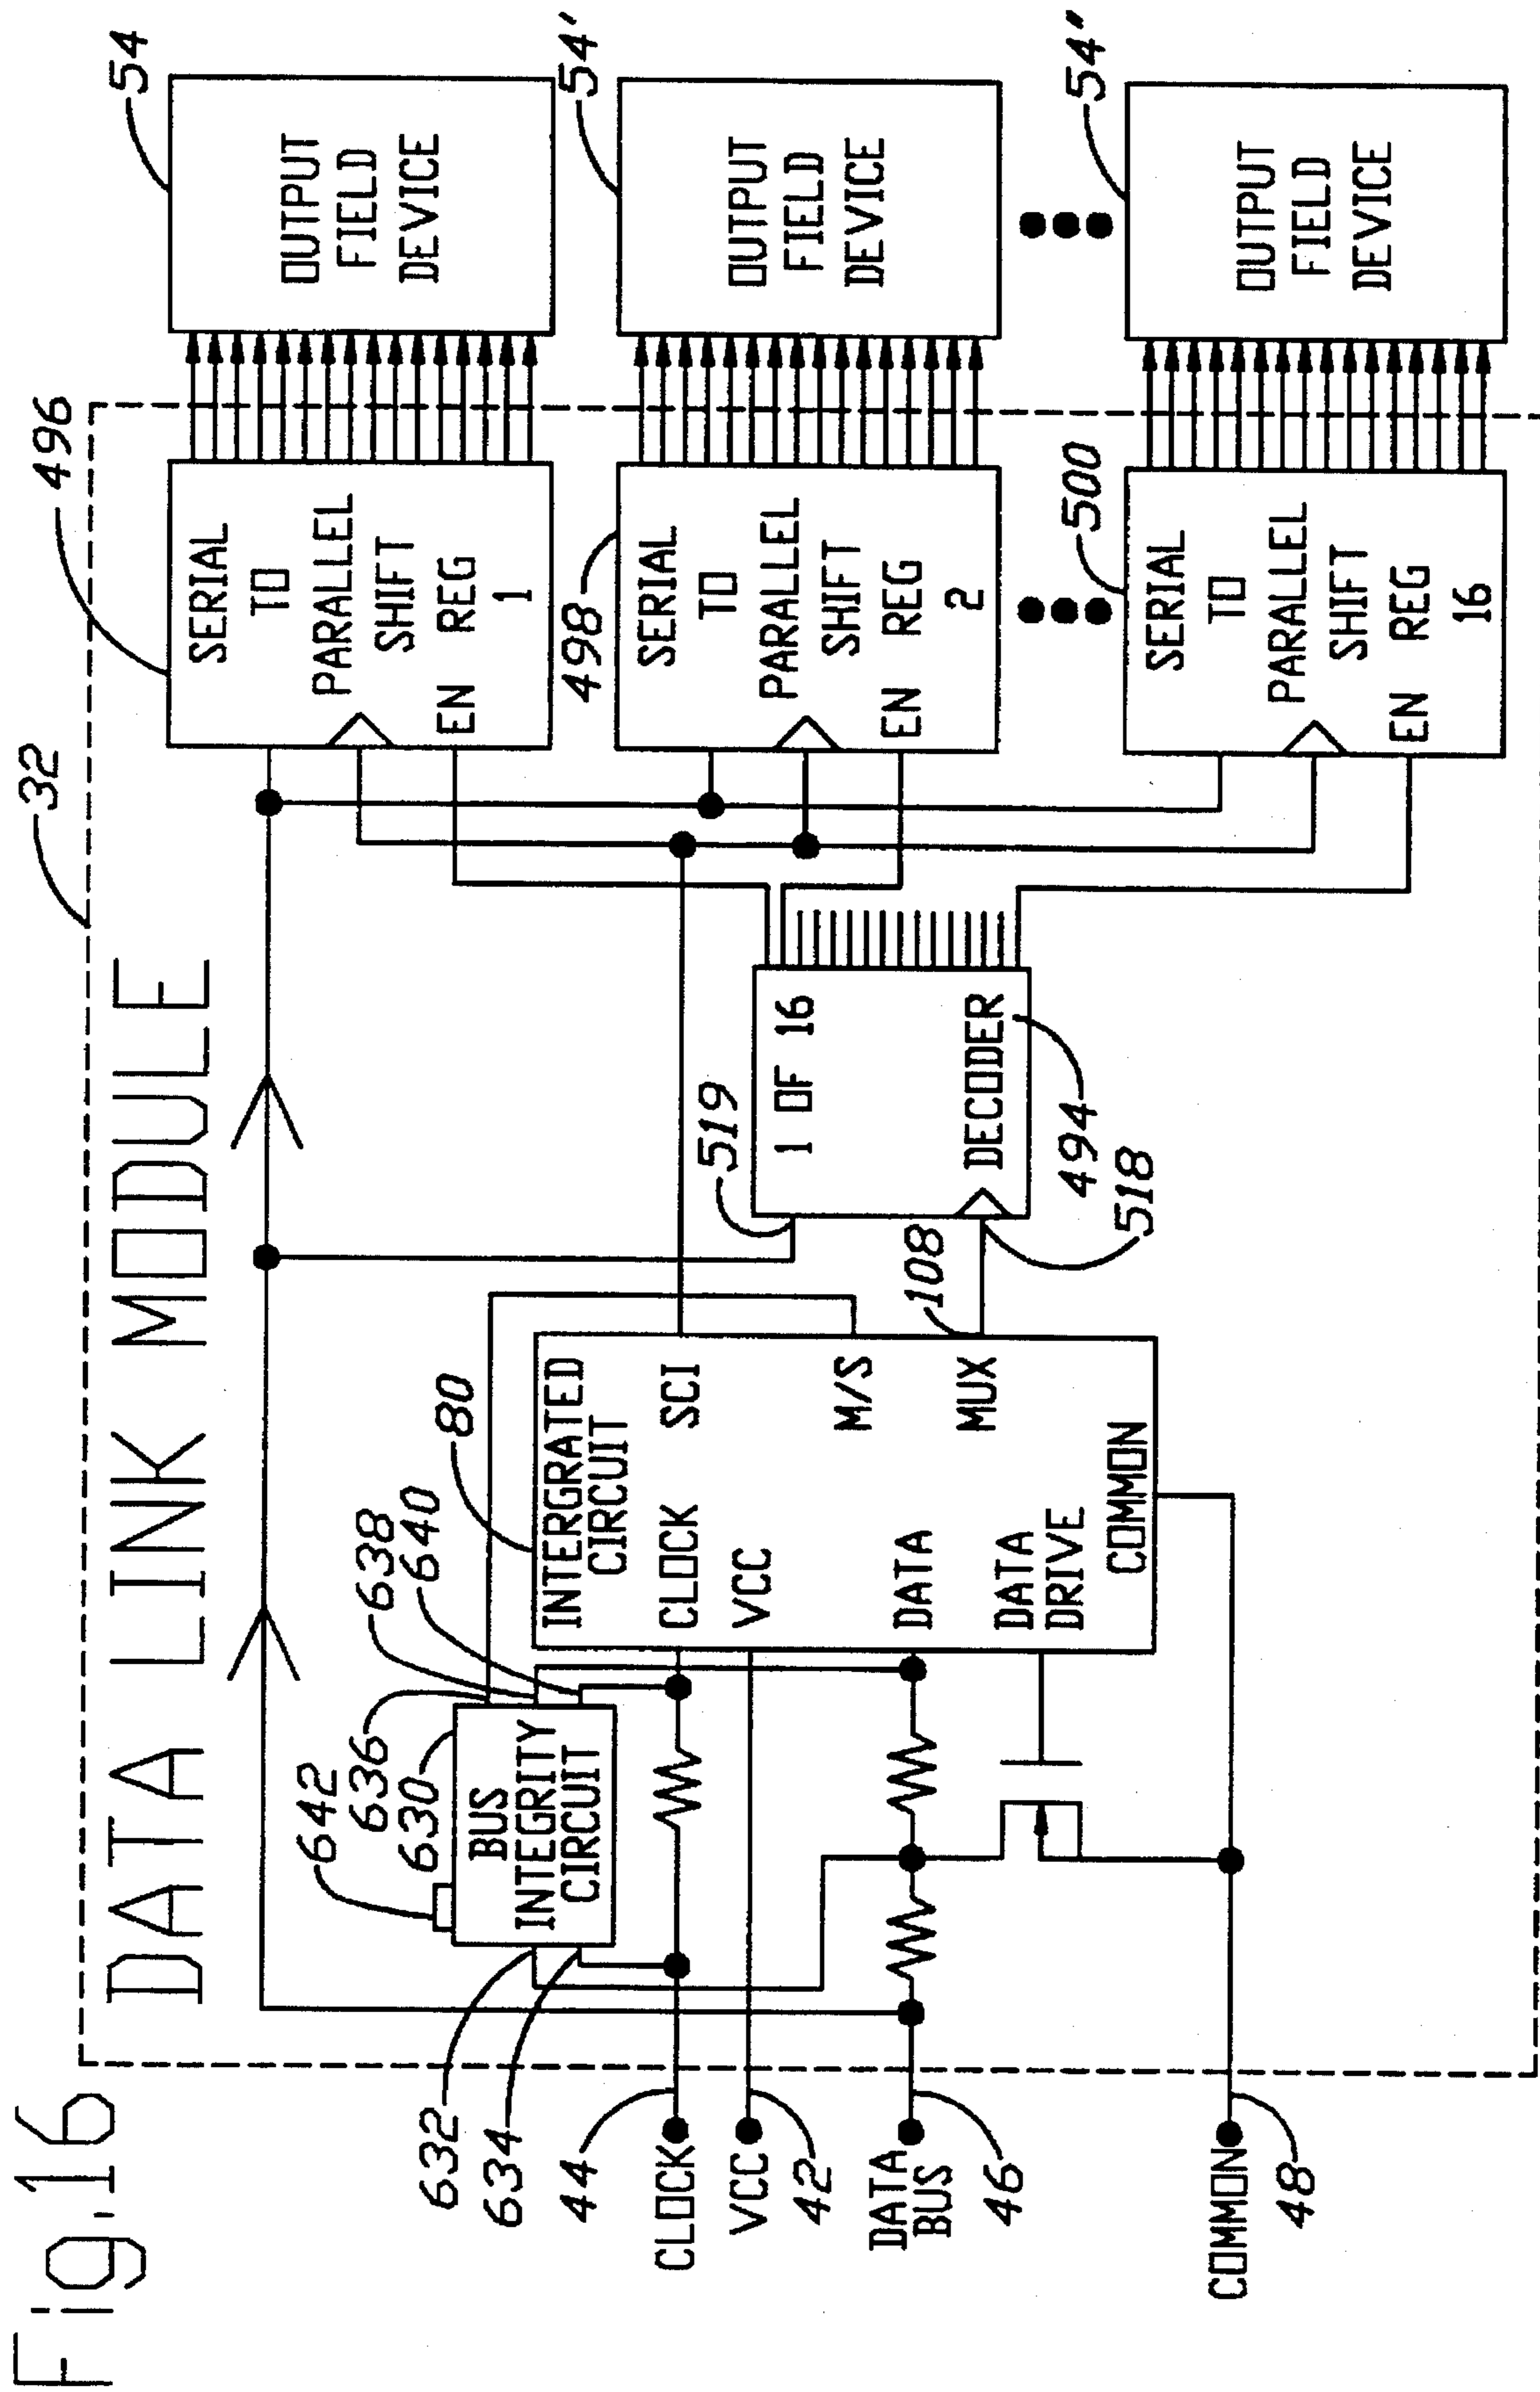 Fig.16
DATA LINK MODULE
32
496
54
SERIAL
TO
PARALLEL
SHIFT
EN REG
1
OUTPUT
FIELD
DEVICE
498
54'
SERIAL
TO
PARALLEL
SHIFT
EN REG
2
OUTPUT
FIELD
DEVICE
500
54"
SERIAL
TO
PARALLEL
SHIFT
EN REG
16
OUTPUT
FIELD
DEVICE
642
636
630
638
640
80
BUS
INTEGRITY
CIRCUIT
632
634
INTERGRATED
CIRCUIT
CLOCK SCI
VCC
M/S
DATA
MUX
DATA
DRIVE
COMMON
519
108
1 OF 16
DECODER
494
518
44
CLOCK
VCC
42
DATA
BUS
46
COMMON
48